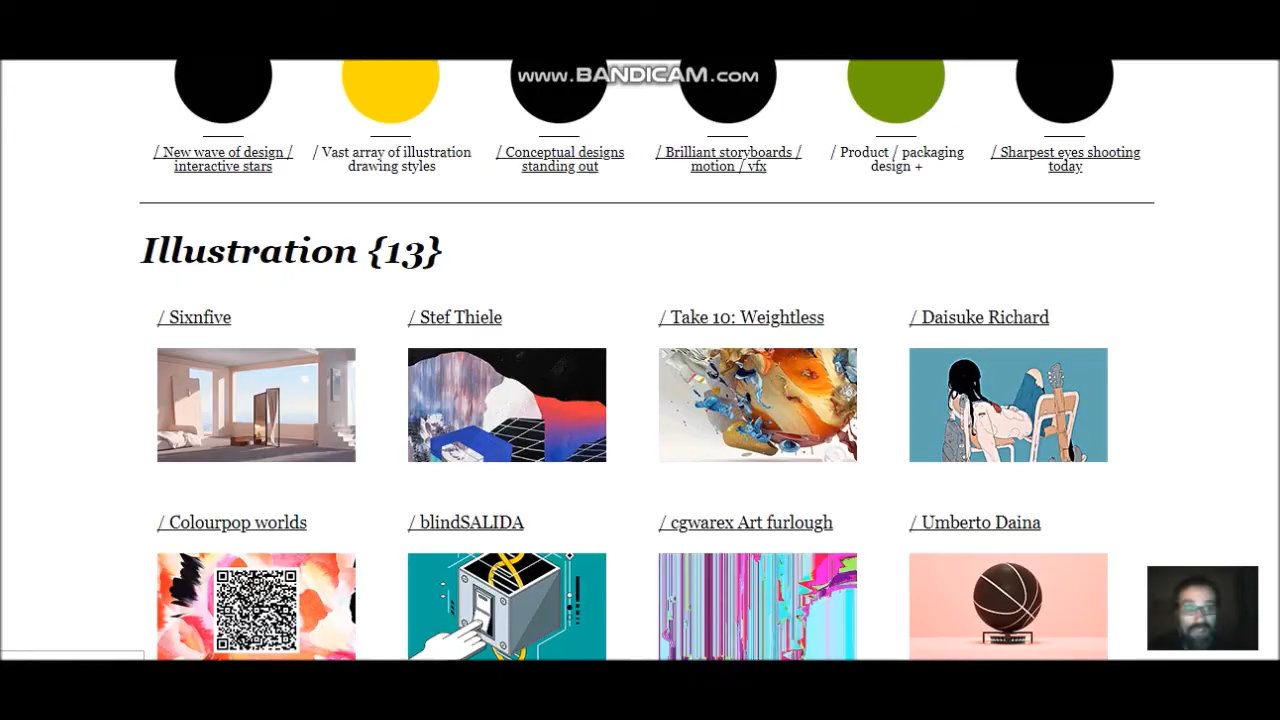 www.BANDICAM.com
/ New wave of design /
interactive stars
/ Vast array of illustration
drawing styles
/ Conceptual designs
standing out
/ Brilliant storyboards /
motion / vfx
/ Product / packaging
design +
/ Sharpest eyes shooting
today
Illustration {13}
/ Sixnfive
/ Stef Thiele
/ Take 10: Weightless
/ Daisuke Richard
/ Colourpop worlds
/ blindSALIDA
/ cgwarex Art furlough
/ Umberto Daina